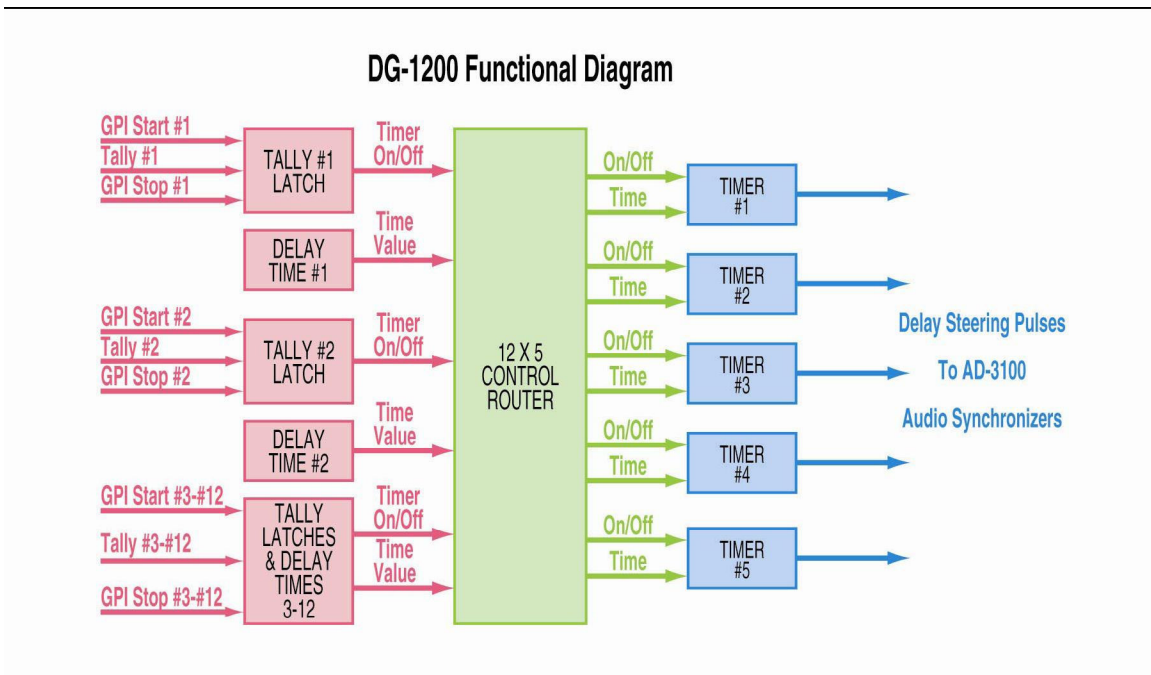 DG-1200 Functional Diagram
GPI Start #1
Tally #1
GPI Stop #1
TALLY #1
LATCH
Timer
On/Off
DELAY
TIME #1
Time
Value
GPI Start #2
Tally #2
GPI Stop #2
TALLY #2
LATCH
Timer
On/Off
DELAY
TIME #2
Time
Value
GPI Start #3-#12
Tally #3-#12
GPI Stop #3-#12
TALLY
LATCHES
& DELAY
TIMES
3-12
Timer
On/Off
Time
Value
12 X 5
CONTROL
ROUTER
On/Off
Time
TIMER
#1
On/Off
Time
TIMER
#2
On/Off
Time
TIMER
#3
On/Off
Time
TIMER
#4
On/Off
Time
TIMER
#5
Delay Steering Pulses
To AD-3100
Audio Synchronizers